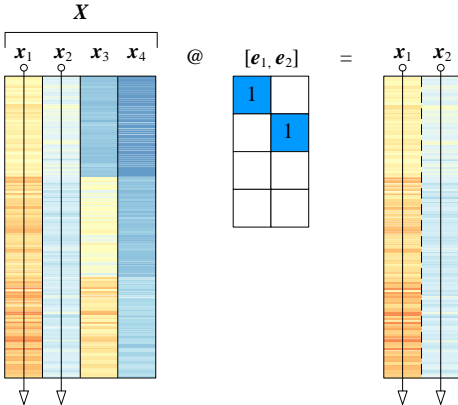 X
x₁ x₂ x₃ x₄ @ [e₁, e₂] = x₁ x₂
1
1